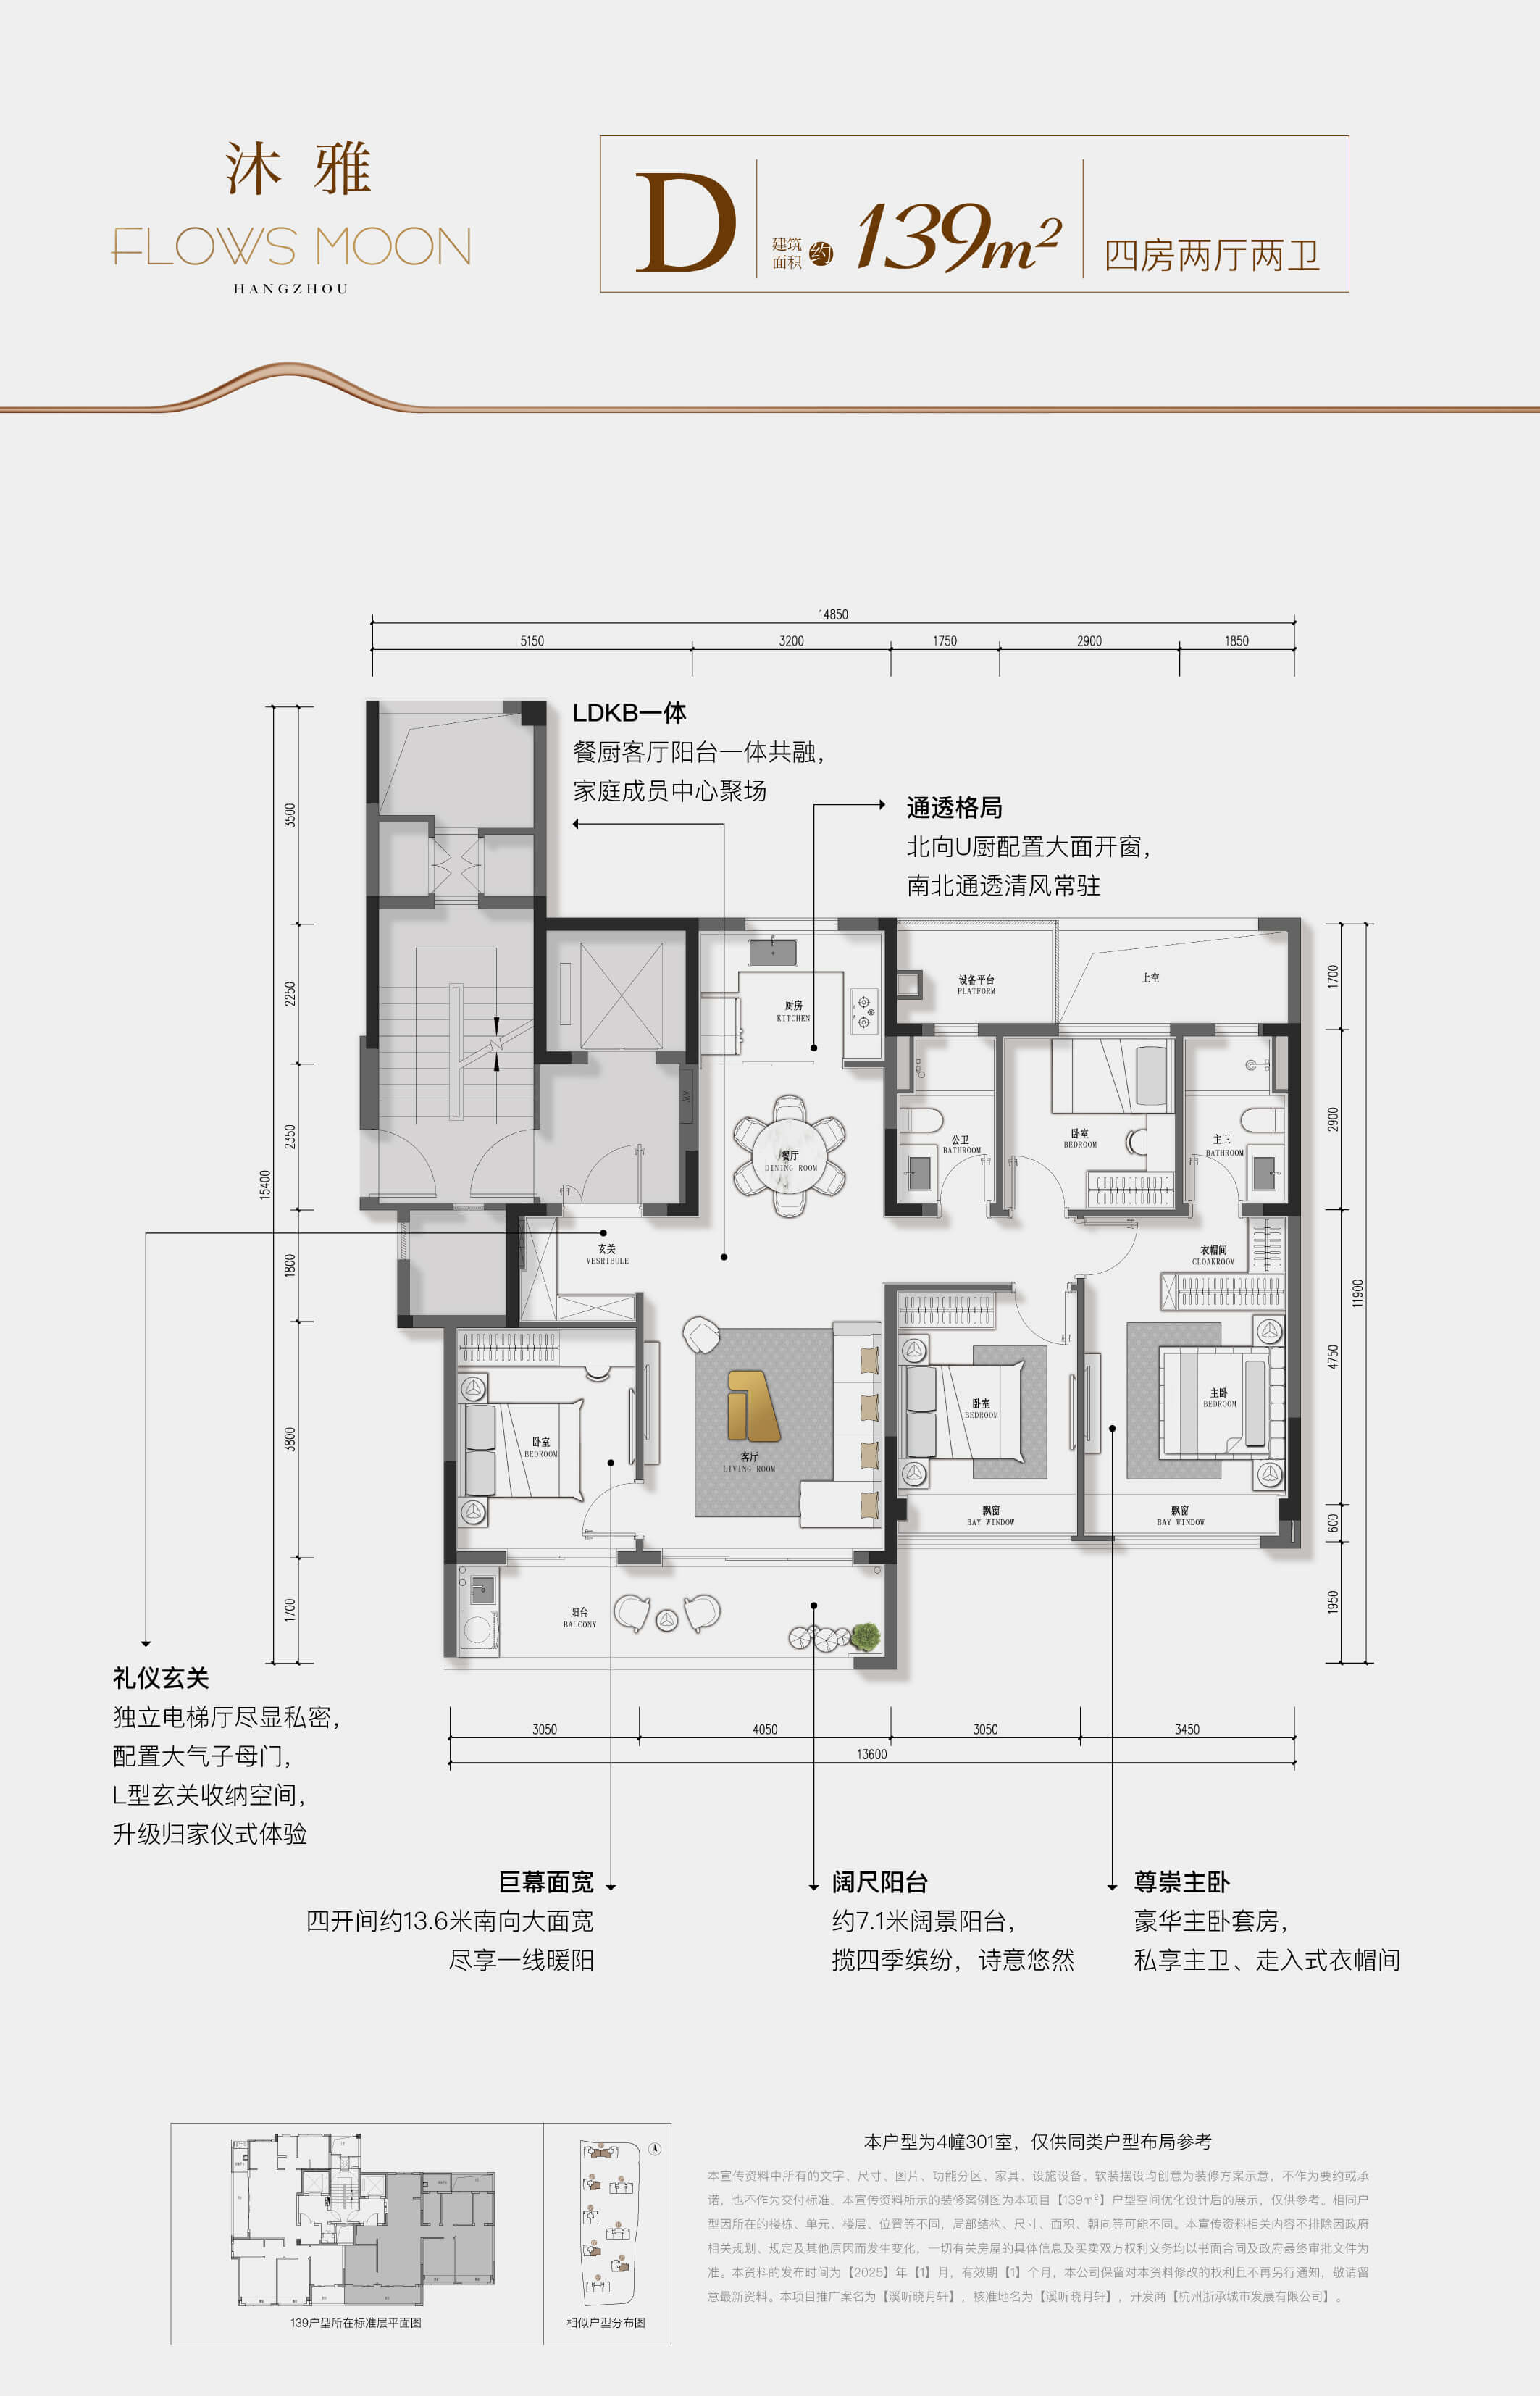 沐雅
FLOWS MOON
HANGZHOU
D
建筑
面积
约
139m²
四房两厅两卫
14850
5150
3200
1750
2900
1850
LDKB一体
餐厨客厅阳台一体共融，
家庭成员中心聚场
通透格局
北向U厨配置大面开窗，
南北通透清风常驻
15400
3500
2250
2350
1800
3800
1700
1700
2900
4750
600
1950
11900
厨房
KITCHEN
设备平台
PLATFORM
上空
餐厅
DINING ROOM
公卫
BATHROOM
卧室
BEDROOM
主卫
BATHROOM
玄关
VESRIBULE
衣帽间
CLOAKROOM
卧室
BEDROOM
客厅
LIVING ROOM
卧室
BEDROOM
主卧
BEDROOM
飘窗
BAY WINDOW
飘窗
BAY WINDOW
阳台
BALCONY
3050
4050
3050
3450
13600
礼仪玄关
独立电梯厅尽显私密，
配置大气子母门，
L型玄关收纳空间，
升级归家仪式体验
巨幕面宽
四开间约13.6米南向大面宽
尽享一线暖阳
阔尺阳台
约7.1米阔景阳台，
揽四季缤纷，诗意悠然
尊崇主卧
豪华主卧套房，
私享主卫、走入式衣帽间
139户型所在标准层平面图
相似户型分布图
本户型为4幢301室，仅供同类户型布局参考
本宣传资料中所有的文字、尺寸、图片、功能分区、家具、设施设备、软装摆设均创意为装修方案示意，不作为要约或承
诺，也不作为交付标准。本宣传资料所示的装修案例图为本项目【139m²】户型空间优化设计后的展示，仅供参考。相同户
型因所在的楼栋、单元、楼层、位置等不同，局部结构、尺寸、面积、朝向等可能不同。本宣传资料相关内容不排除因政府
相关规划、规定及其他原因而发生变化，一切有关房屋的具体信息及买卖双方权利义务均以书面合同及政府最终审批文件为
准。本资料的发布时间为【2025】年【1】月，有效期【1】个月，本公司保留对本资料修改的权利且不再另行通知，敬请留
意最新资料。本项目推广案名为【溪听晓月轩】，核准地名为【溪听晓月轩】，开发商【杭州浙承城市发展有限公司】。